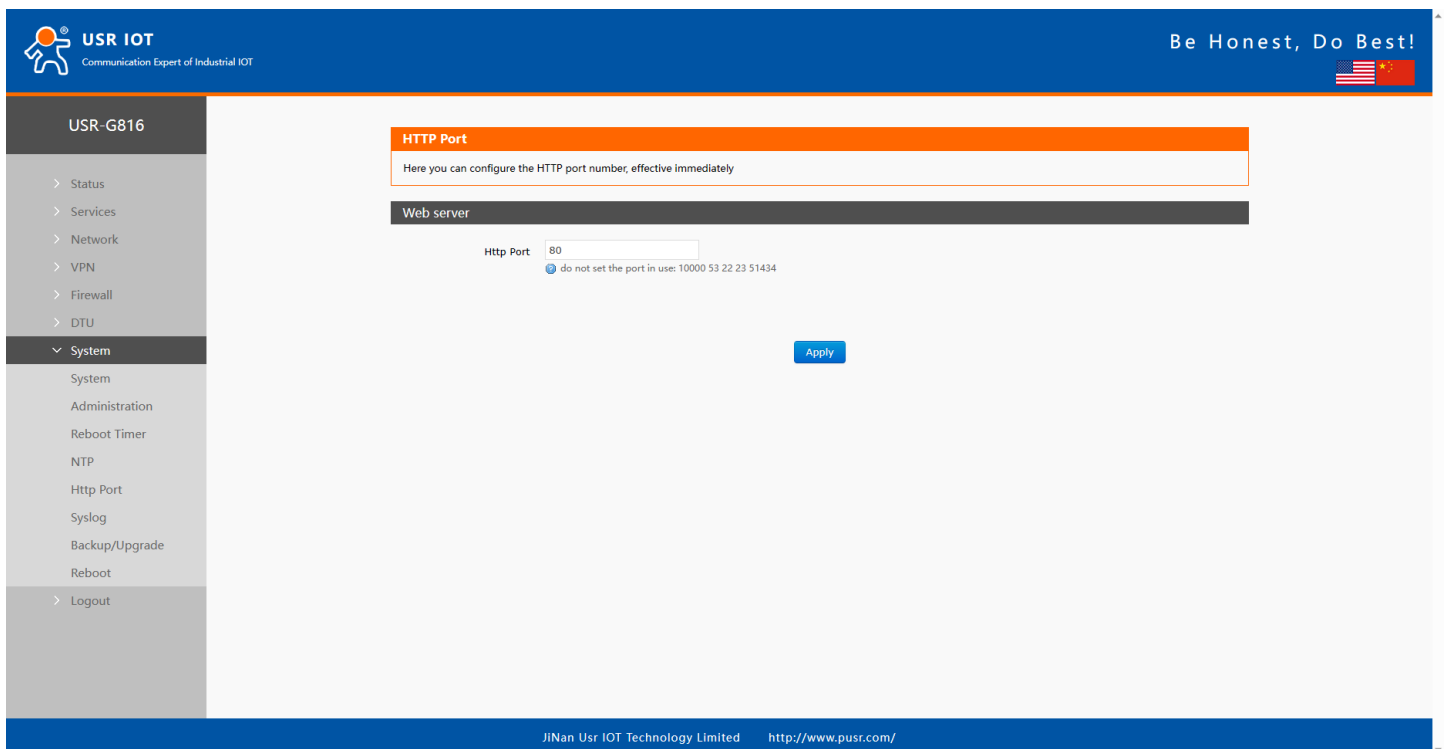 USR IOT
Communication Expert of Industrial IOT
Be Honest, Do Best!
USR-G816
Status
Services
Network
VPN
Firewall
DTU
System
System
Administration
Reboot Timer
NTP
Http Port
Syslog
Backup/Upgrade
Reboot
Logout
HTTP Port
Here you can configure the HTTP port number, effective immediately
Web server
Http Port 80
do not set the port in use: 10000 53 22 23 51434
Apply
JiNan Usr IOT Technology Limited http://www.pusr.com/